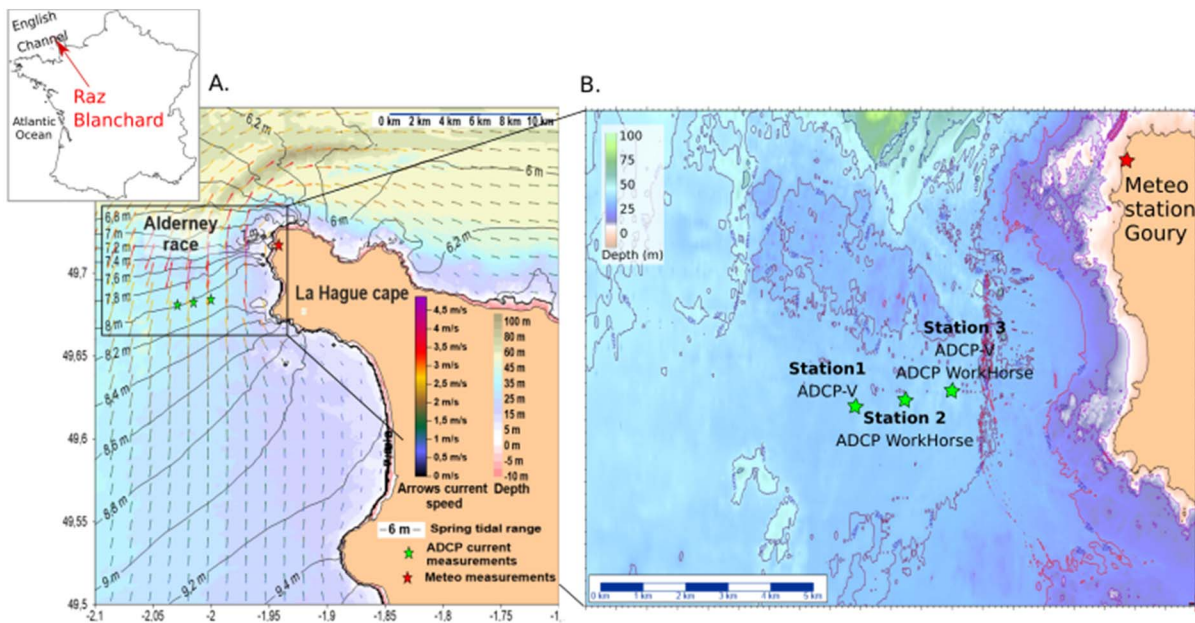 English
Channel
Raz
Blanchard
Atlantic
Ocean
A.
0 km 2 km 4 km 6 km 8 km 10 km
6,2 m
6 m
6,8 m
7 m
7,2 m
7,4 m
7,8 m
8 m
8,2 m
8,4 m
8,6 m
8,8 m
9 m
9,2 m
9,4 m
7 m
6 m
6,2 m
Alderney
race
La Hague cape
49,7
49,65
49,6
49,55
49,5
-2,1
-2,05
-2
-1,95
-1,9
-1,85
-1,8
-1,75
4,5 m/s
4 m/s
3,5 m/s
3 m/s
2,5 m/s
2 m/s
1,5 m/s
1 m/s
0,5 m/s
0 m/s
100 m
80 m
60 m
45 m
35 m
25 m
15 m
5 m
0 m
-5 m
-10 m
Arrows current
speed
Depth
6 m
Spring tidal range
ADCP current
measurements
Meteo measurements
B.
100
75
50
25
0
Depth (m)
Meteo
station
Goury
Station 3
ADCP-V
ADCP WorkHorse
Station1
ADCP-V
Station 2
ADCP WorkHorse
0 km 1 km 2 km 3 km 4 km 5 km